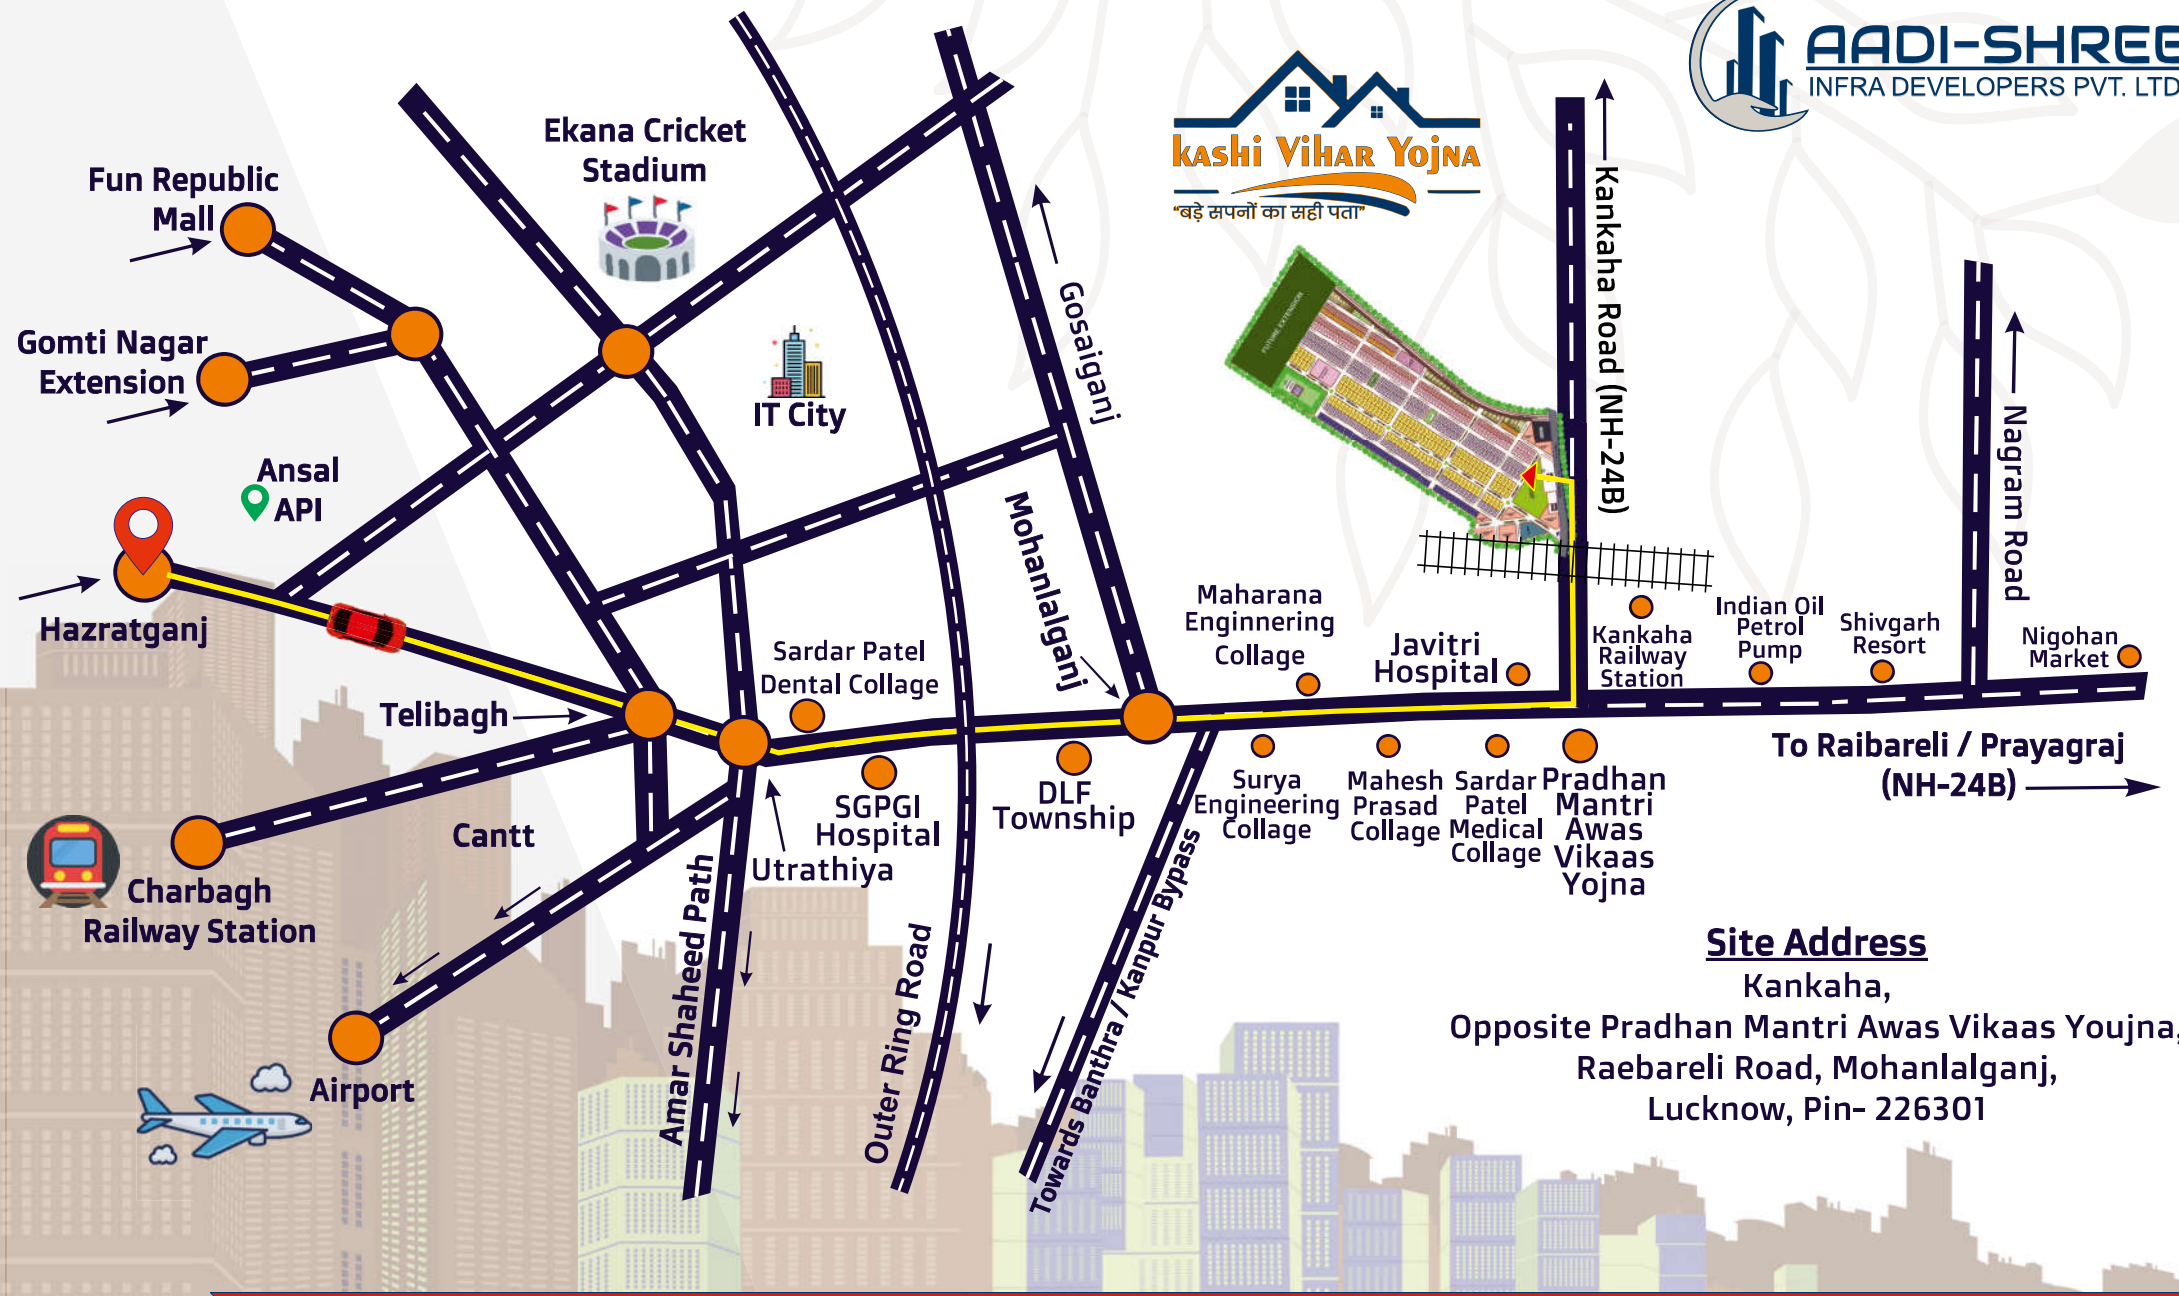 AADI-SHREE
INFRA DEVELOPERS PVT. LTD
kashi Vihar Yojna
"बड़े सपनों का सही पता"
Ekana Cricket
Stadium
Fun Republic
Mall
Gomti Nagar
Extension
Ansal
API
Hazratganj
IT City
Gosaiganj
Mohanlalganj
FUTURE EXTENSION
Kankaha Road (NH-24B)
Nagram Road
Telibagh
Charbagh
Railway Station
Cantt
Airport
Sardar Patel
Dental Collage
SGPGI
Hospital
Utrathiya
Amar Shaheed Path
Outer Ring Road
DLF
Township
Towards Banthra / Kanpur Bypass
Maharana
Enginnering
Collage
Javitri
Hospital
Kankaha
Railway
Station
Indian Oil
Petrol
Pump
Shivgarh
Resort
Nigohan
Market
Surya
Engineering
Collage
Mahesh
Prasad
Collage
Sardar
Patel
Medical
Collage
Pradhan
Mantri
Awas
Vikaas
Yojna
To Raibareli / Prayagraj
(NH-24B)
Site Address
Kankaha,
Opposite Pradhan Mantri Awas Vikaas Youjna,
Raebareli Road, Mohanlalganj,
Lucknow, Pin- 226301